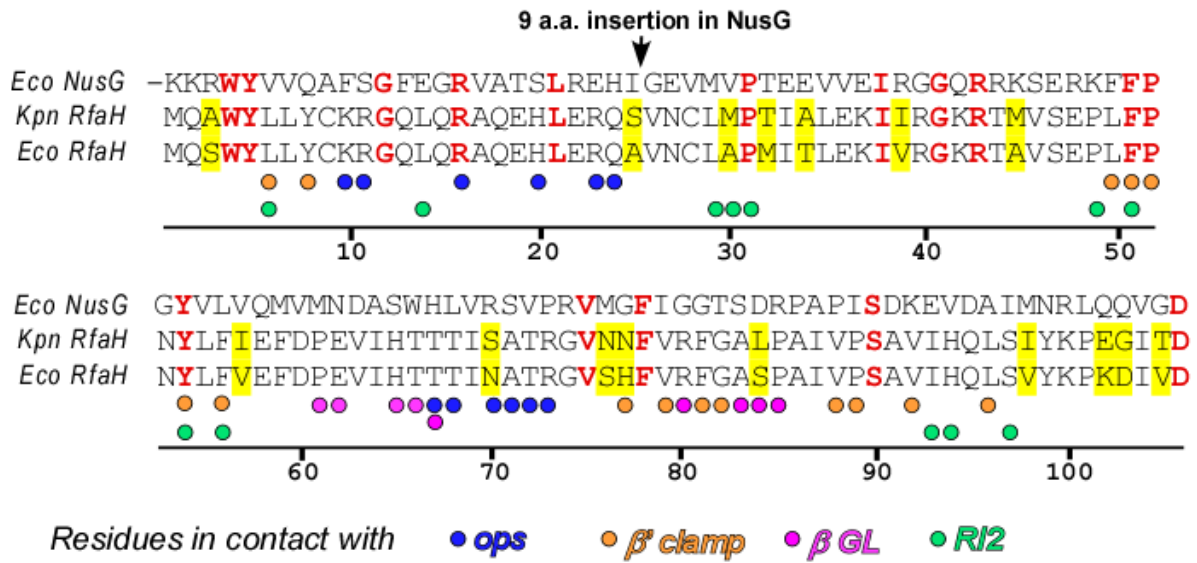 9 a.a. insertion in NusG
Eco NusG -KKRWYVVQAFSGFEGRVATSLREHIGEVMVPTEEVVEIRGGQRRKSERKFFP
Kpn RfaH MQAWYLLYCKRGQLQRAQEHLERQSVNCLMPTIALEKIIRGKRTMVSEPLFP
Eco RfaH MQSWYLLYCKRGQLQRAQEHLERQAVNCLAPMITLEKIVRGKRTAVSEPLFP
10 20 30 40 50
Eco NusG GYVLVQMVMNDASWHLVRSVPRVMGFIGGTSDRPAPISDKEVDAIMNRLQQVGD
Kpn RfaH NYLFIEFDPEVIHTTTISATRGVNNFVRFGALPAIVPSAVIHQLSIYKPEGITD
Eco RfaH NYLFVEFDPEVIHTTTINATRGVSHFVRFGASPAIVPSAVIHQLSVYKPKDIVD
60 70 80 90 100
Residues in contact with ops β' clamp β GL RI2